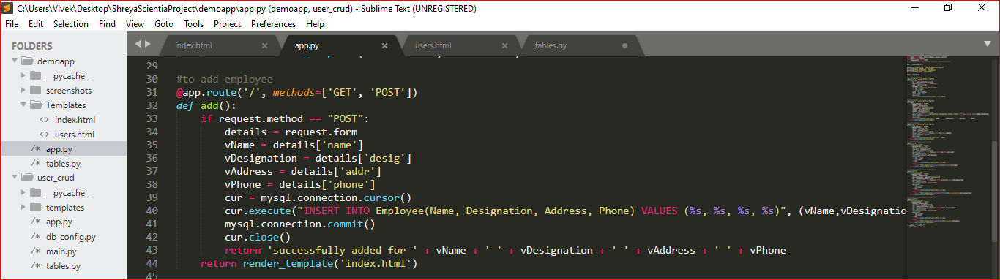 C:\Users\Vivek\Desktop\ShreyaScientiaProject\demoapp\app.py (demoapp, user_crud) - Sublime Text (UNREGISTERED)
File Edit Selection Find View Goto Tools Project Preferences Help
FOLDERS
demoapp
__pycache__
screenshots
Templates
<> index.html
<> users.html
/* app.py
/* tables.py
user_crud
__pycache__
templates
/* app.py
/* db_config.py
/* main.py
/* tables.py
index.html app.py users.html tables.py
29
30 #to add employee
31 @app.route('/', methods=['GET', 'POST'])
32 def add():
33 if request.method == "POST":
34 details = request.form
35 vName = details['name']
36 vDesignation = details['desig']
37 vAddress = details['addr']
38 vPhone = details['phone']
39 cur = mysql.connection.cursor()
40 cur.execute("INSERT INTO Employee(Name, Designation, Address, Phone) VALUES (%s, %s, %s, %s)", (vName,vDesignatio
41 mysql.connection.commit()
42 cur.close()
43 return 'successfully added for ' + vName + ' ' + vDesignation + ' ' + vAddress + ' ' + vPhone
44 return render_template('index.html')
45